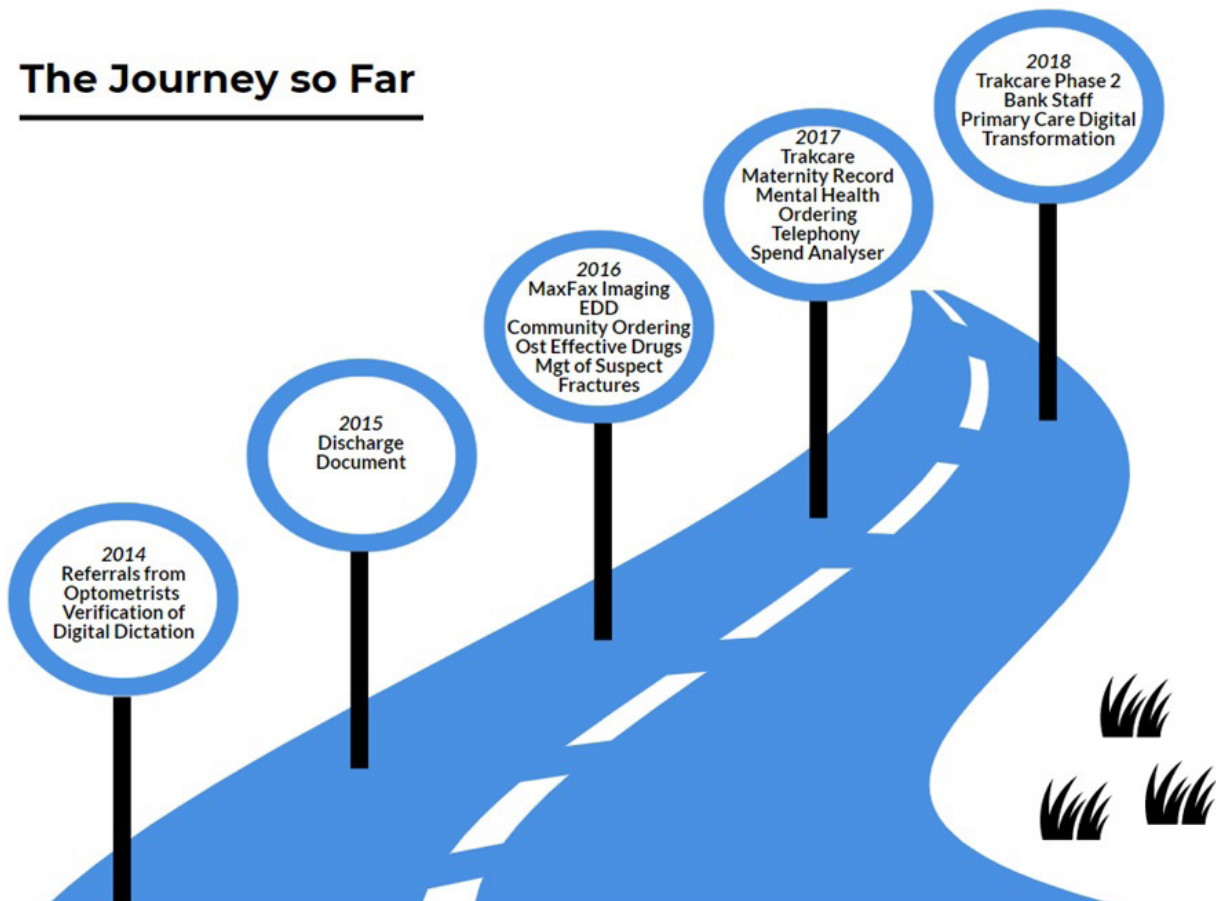 The Journey so Far
2014
Referrals from
Optometrists
Verification of
Digital Dictation
2015
Discharge
Document
2016
MaxFax Imaging
EDD
Community Ordering
Ost Effective Drugs
Mgt of Suspect
Fractures
2017
Trakcare
Maternity Record
Mental Health
Ordering
Telephony
Spend Analyser
2018
Trakcare Phase 2
Bank Staff
Primary Care Digital
Transformation